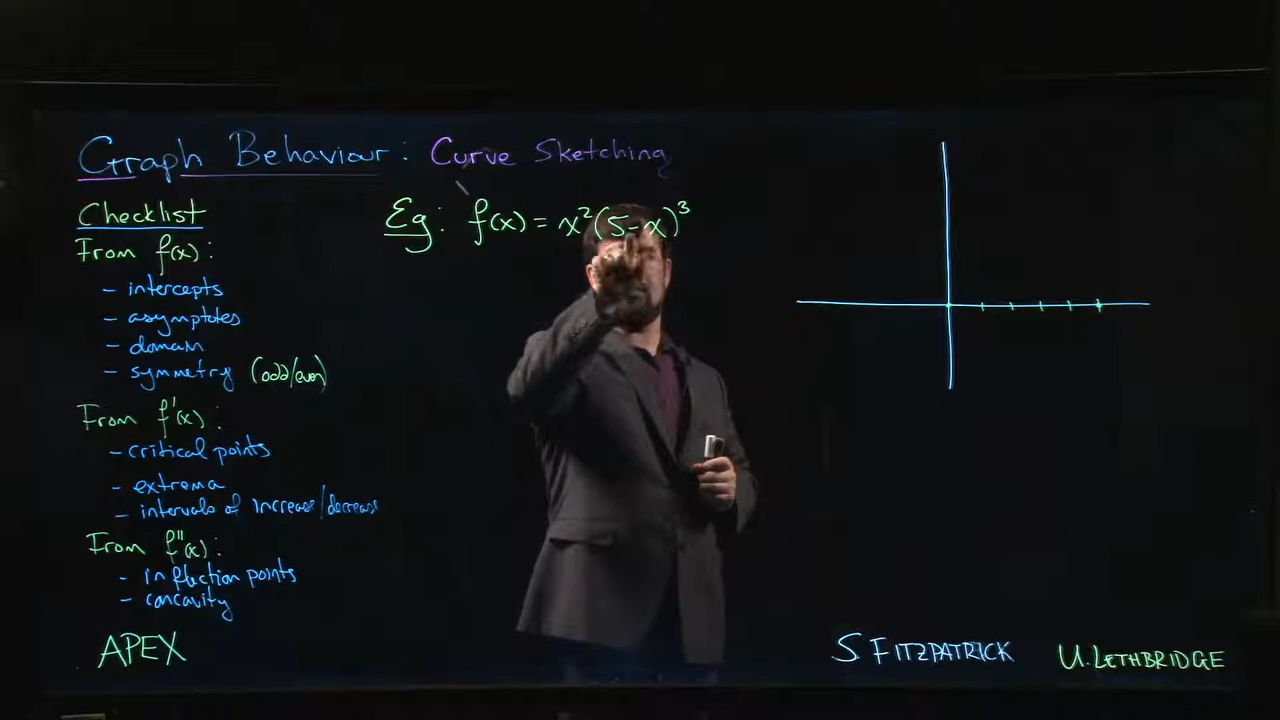 Graph Behaviour: Curve Sketching
Checklist
From f(x):
- intercepts
- asymptotes
- domain
- symmetry (odd/even)
From f'(x):
- critical points
- extrema
- intervals of increase/decrease
From f"(x):
- inflection points
- concavity
APEX
Eg: f(x) = x²(5-x)³
S. FITZPATRICK
U. LETHBRIDGE